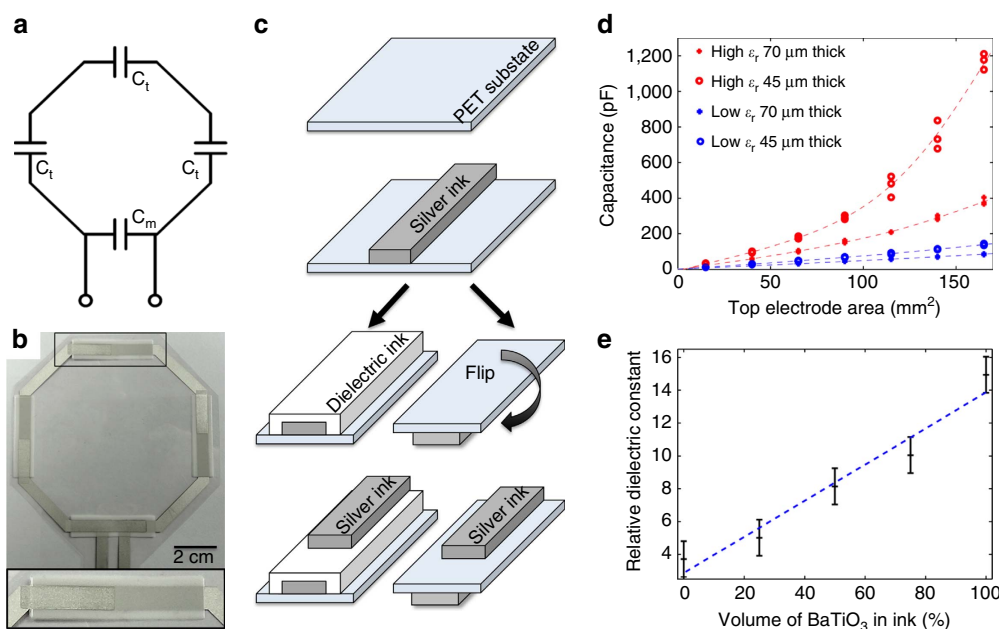 a
C_t
C_t
C_t
C_m
b
2 cm
c
PET substate
Silver ink
Dielectric ink
Flip
Silver ink
Silver ink
d
High ε_r 70 μm thick
High ε_r 45 μm thick
Low ε_r 70 μm thick
Low ε_r 45 μm thick
Capacitance (pF)
1,200
1,000
800
600
400
200
0
0 50 100 150
Top electrode area (mm²)
e
Relative dielectric constant
16
14
12
10
8
6
4
0 20 40 60 80 100
Volume of BaTiO₃ in ink (%)